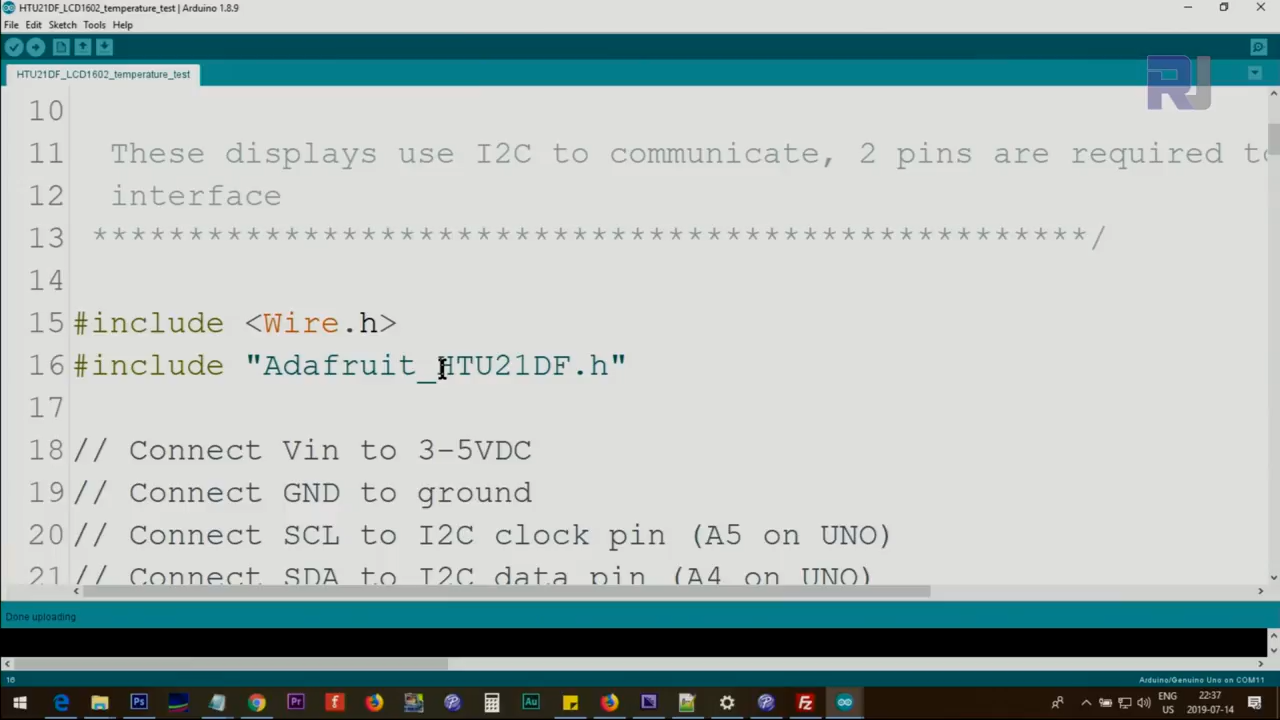 HTU21DF_LCD1602_temperature_test | Arduino 1.8.9
File Edit Sketch Tools Help
HTU21DF_LCD1602_temperature_test
RJ
10
11 These displays use I2C to communicate, 2 pins are required to
12 interface
13 ****************************************************/
14
15 #include <Wire.h>
16 #include "Adafruit_HTU21DF.h"
17
18 // Connect Vin to 3-5VDC
19 // Connect GND to ground
20 // Connect SCL to I2C clock pin (A5 on UNO)
21 // Connect SDA to I2C data pin (A4 on UNO)
Done uploading
16 Arduino/Genuino Uno on COM11
ENG 22:37
US 2019-07-14